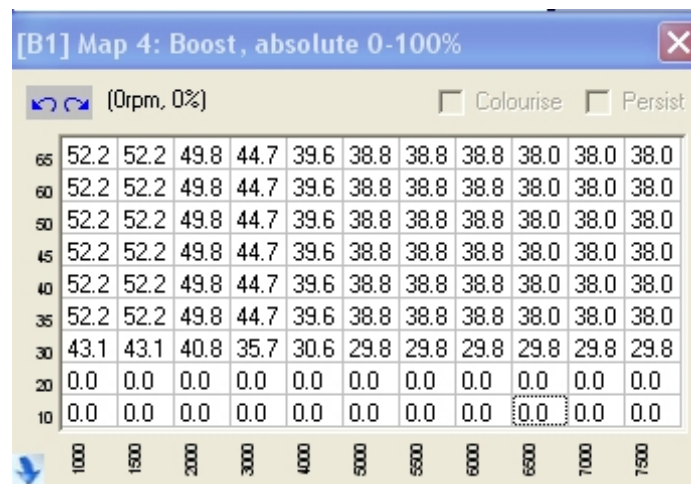 [B1] Map 4: Boost, absolute 0-100%
(0rpm, 0%) Colourise Persist
65 52.2 52.2 49.8 44.7 39.6 38.8 38.8 38.8 38.0 38.0 38.0
60 52.2 52.2 49.8 44.7 39.6 38.8 38.8 38.8 38.0 38.0 38.0
50 52.2 52.2 49.8 44.7 39.6 38.8 38.8 38.8 38.0 38.0 38.0
45 52.2 52.2 49.8 44.7 39.6 38.8 38.8 38.8 38.0 38.0 38.0
40 52.2 52.2 49.8 44.7 39.6 38.8 38.8 38.8 38.0 38.0 38.0
35 52.2 52.2 49.8 44.7 39.6 38.8 38.8 38.8 38.0 38.0 38.0
30 43.1 43.1 40.8 35.7 30.6 29.8 29.8 29.8 29.8 29.8 29.8
20 0.0 0.0 0.0 0.0 0.0 0.0 0.0 0.0 0.0 0.0 0.0
10 0.0 0.0 0.0 0.0 0.0 0.0 0.0 0.0 0.0 0.0 0.0
1000 1500 2000 3000 4000 5000 5500 6000 6500 7000 7500